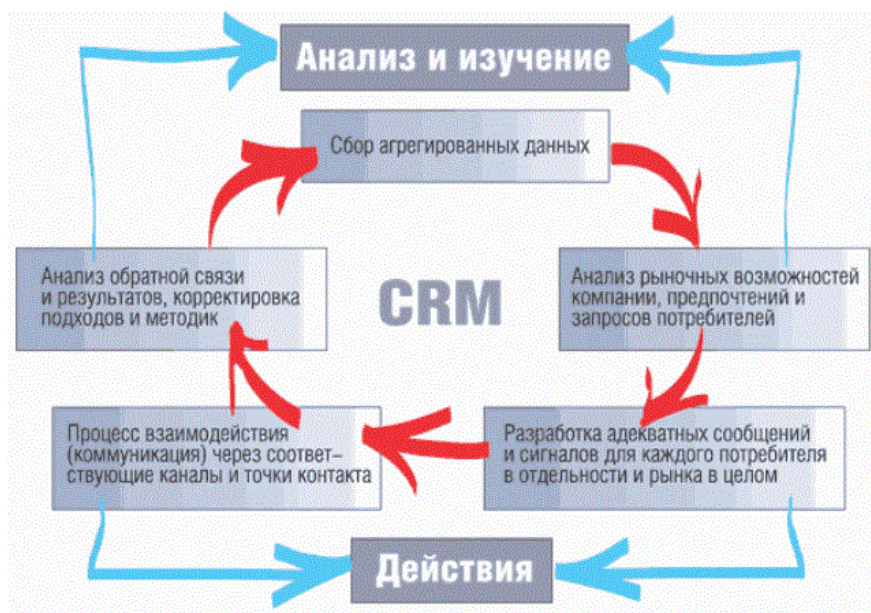 Анализ и изучение
Сбор агрегированных данных
Анализ обратной связи
и результатов, корректировка
подходов и методик
CRM
Анализ рыночных возможностей
компании, предпочтений и
запросов потребителей
Процесс взаимодействия
(коммуникация) через соответ–
ствующие каналы и точки контакта
Разработка адекватных сообщений
и сигналов для каждого потребителя
в отдельности и рынка в целом
Действия